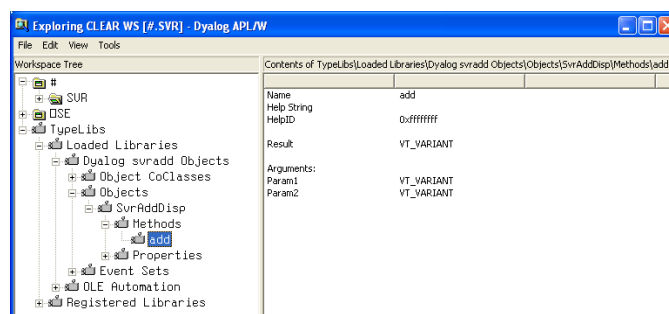 Exploring CLEAR WS [#.SVR] - Dyalog APL/W
File Edit View Tools
Workspace Tree
Contents of TypeLibs\Loaded Libraries\Dyalog svradd Objects\Objects\SvrAddDisp\Methods\add
#
SVR
⎕SE
TypeLibs
Loaded Libraries
Dyalog svradd Objects
Object CoClasses
Objects
SvrAddDisp
Methods
add
Properties
Event Sets
OLE Automation
Registered Libraries
Name add
Help String
HelpID 0xffffffff
Result VT_VARIANT
Arguments:
Param1 VT_VARIANT
Param2 VT_VARIANT